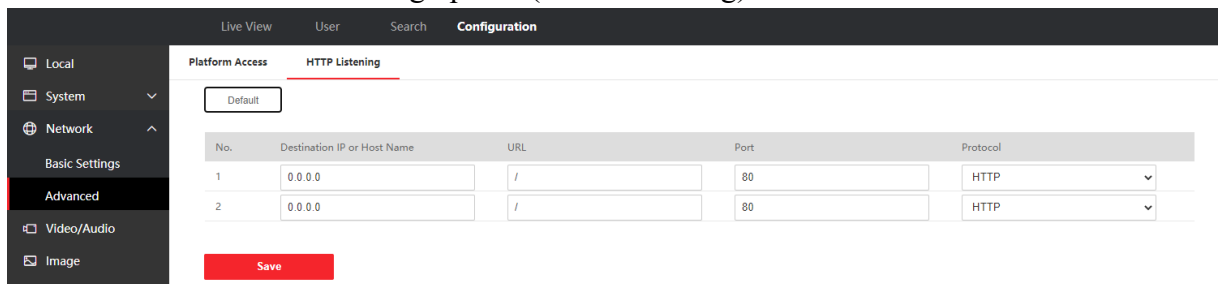 Live View User Search Configuration
Local
System
Network
Basic Settings
Advanced
Video/Audio
Image
Platform Access HTTP Listening
Default
No. Destination IP or Host Name URL Port Protocol
1 0.0.0.0 / 80 HTTP
2 0.0.0.0 / 80 HTTP
Save